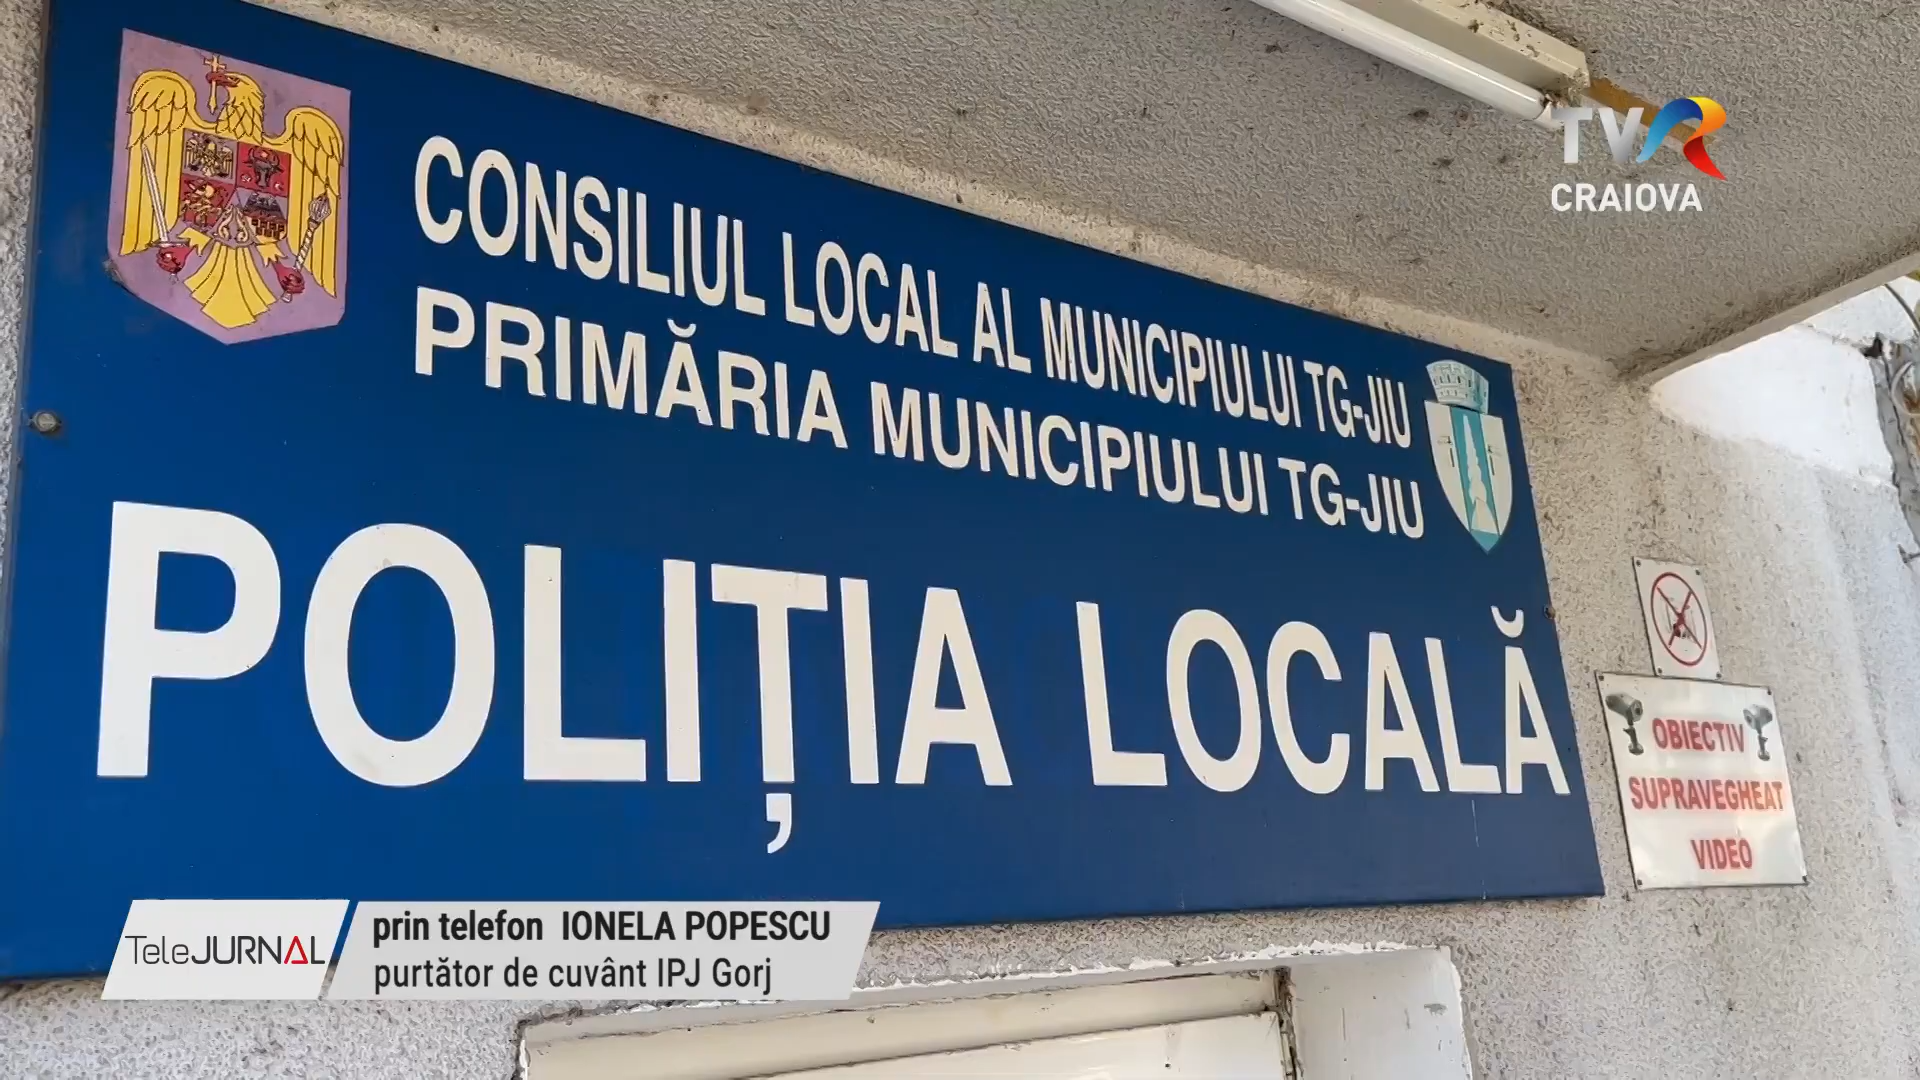 TVR
CRAIOVA
CONSILIUL LOCAL AL MUNICIPIULUI TG-JIU
PRIMĂRIA MUNICIPIULUI TG-JIU
POLIȚIA LOCALĂ
OBIECTIV
SUPRAVEGHEAT
VIDEO
TeleJURNAL
prin telefon IONELA POPESCU
purtător de cuvânt IPJ Gorj